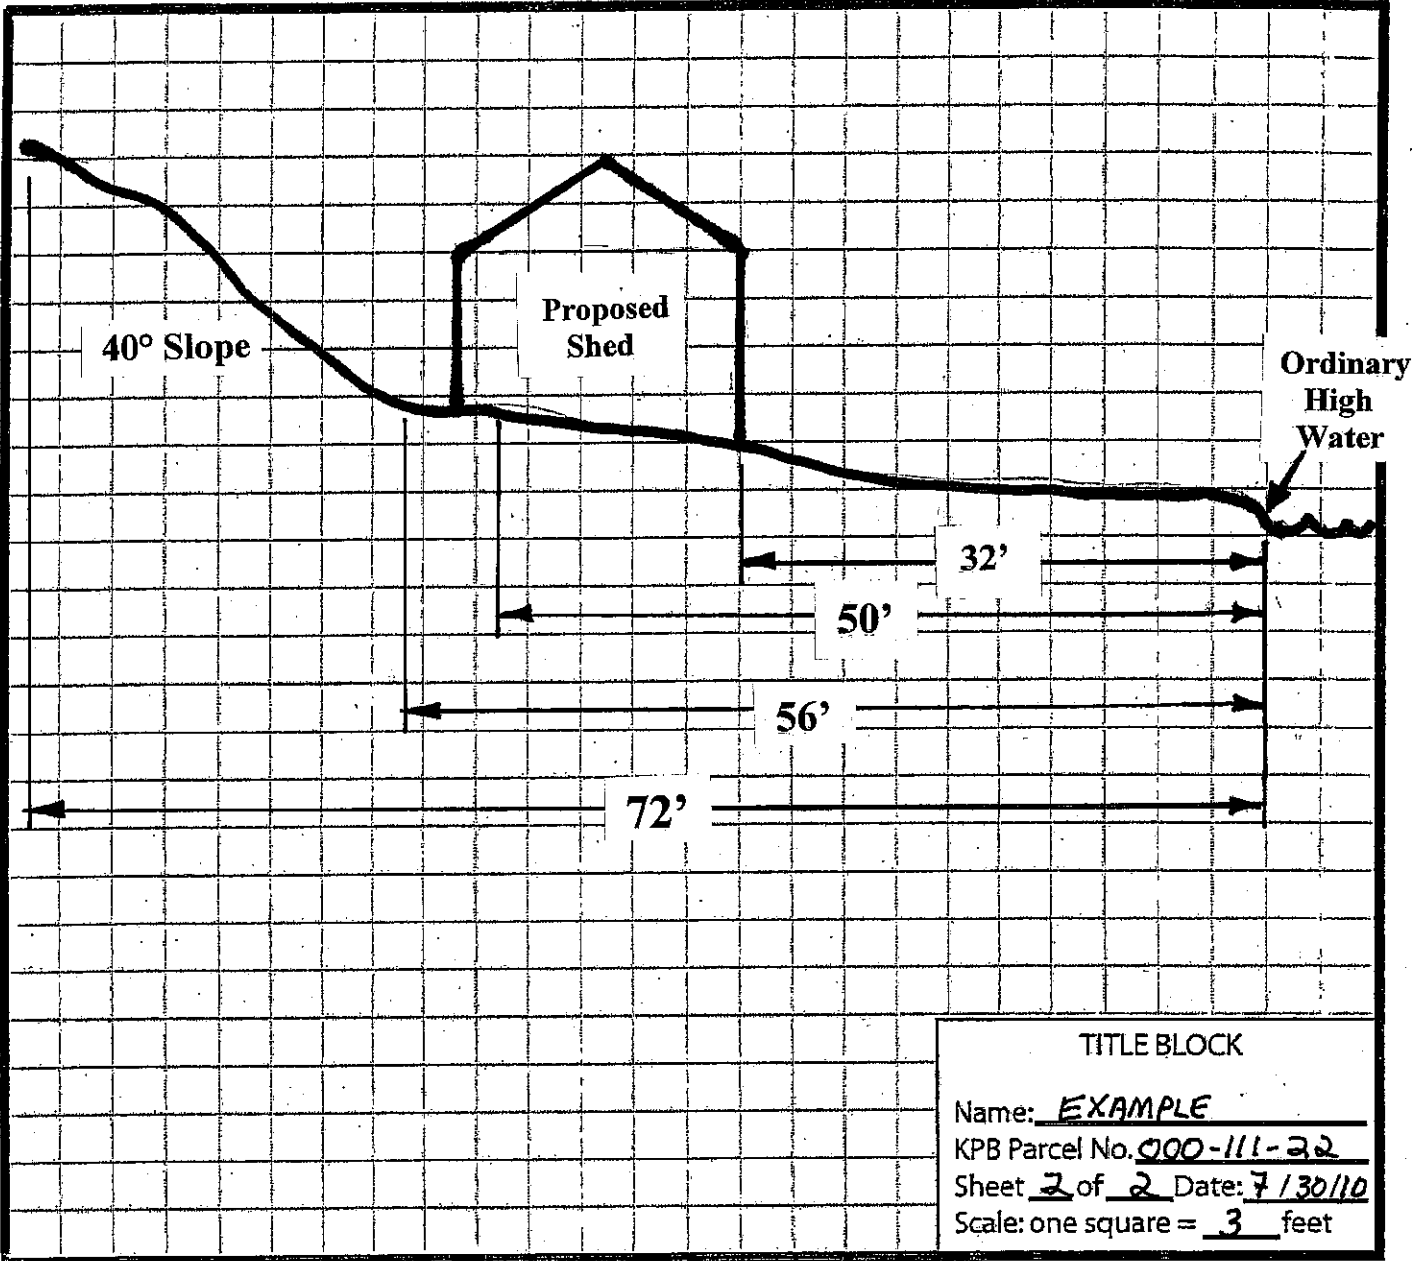 40° Slope
Proposed
Shed
Ordinary
High
Water
32’
50’
56’
72’
TITLE BLOCK
Name: EXAMPLE
KPB Parcel No. 000-111-22
Sheet 2 of 2 Date: 7/30/10
Scale: one square = 3 feet